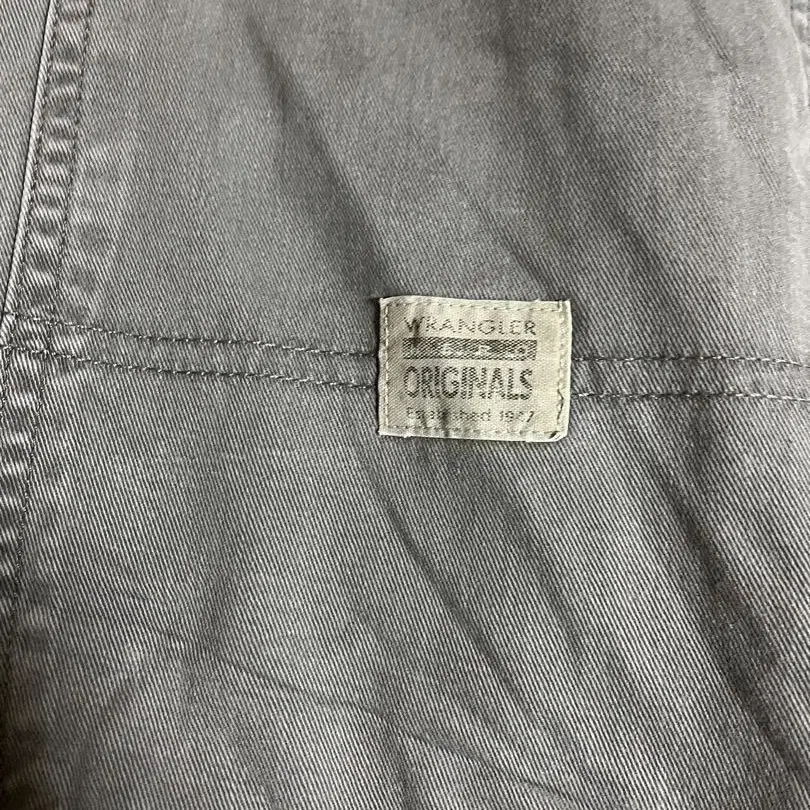 WRANGLER
ORIGINALS
Established 1947